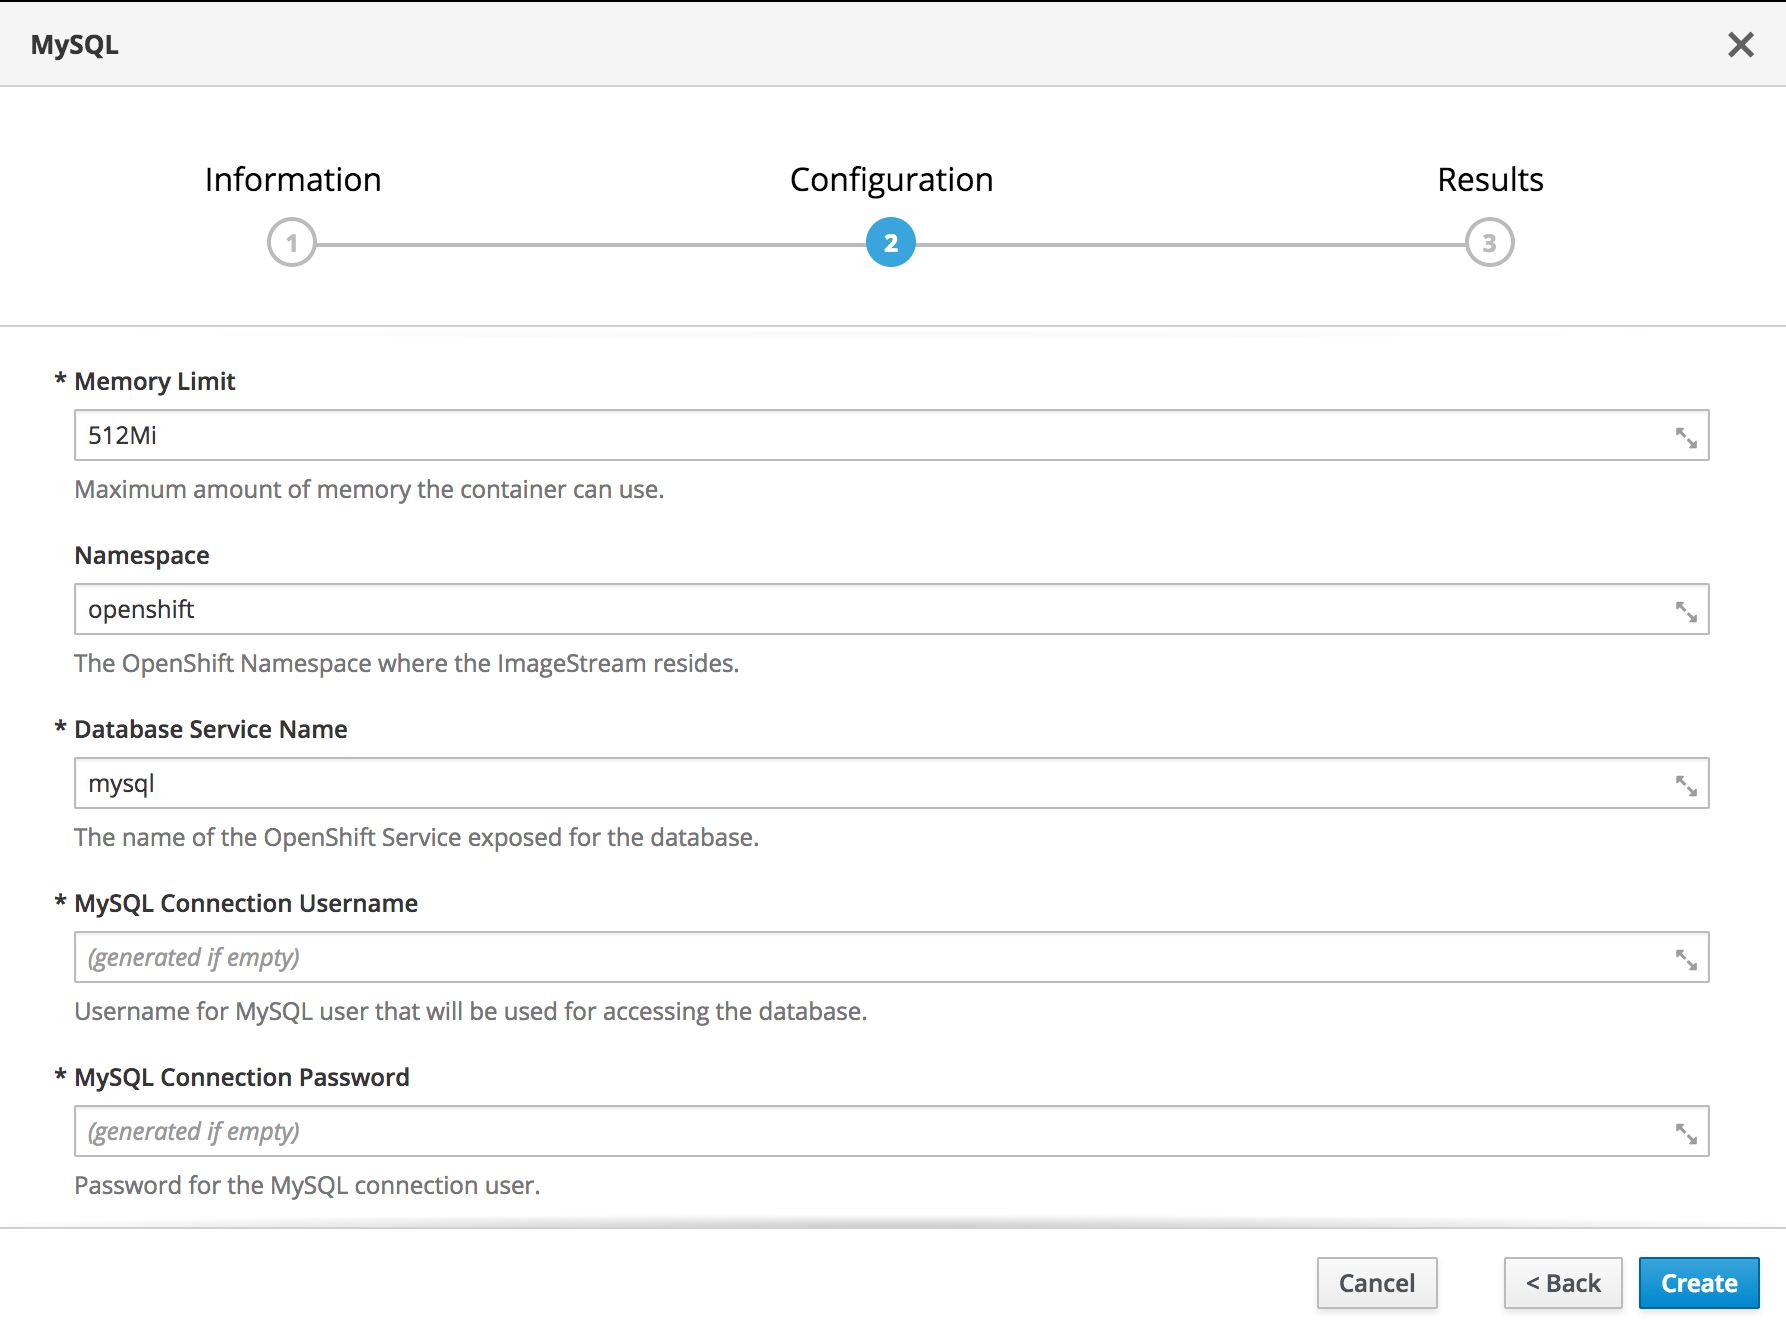 MySQL
Information
Configuration
Results
1
2
3
* Memory Limit
512Mi
Maximum amount of memory the container can use.
Namespace
openshift
The OpenShift Namespace where the ImageStream resides.
* Database Service Name
mysql
The name of the OpenShift Service exposed for the database.
* MySQL Connection Username
(generated if empty)
Username for MySQL user that will be used for accessing the database.
* MySQL Connection Password
(generated if empty)
Password for the MySQL connection user.
Cancel
< Back
Create